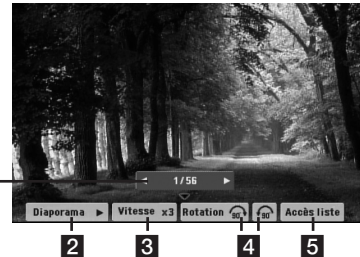 ◄ 1/56 ►
Diaporama ► Vitesse x3 Rotation 90° 90° Accès liste
2 3 4 5